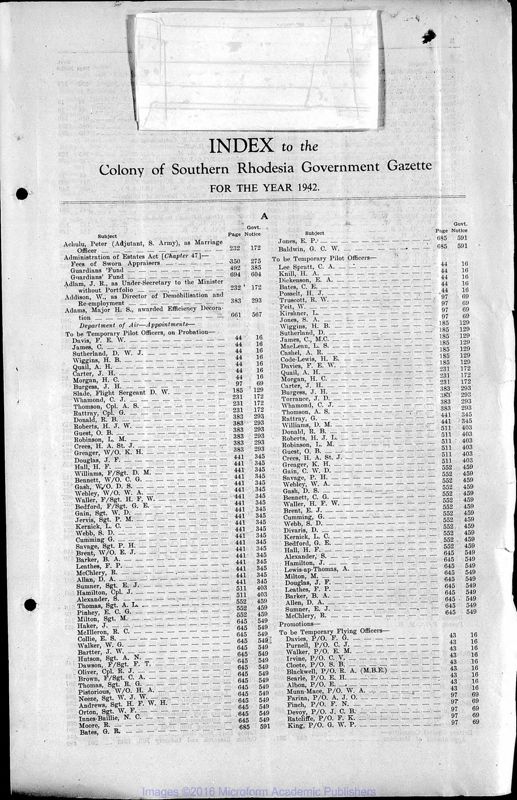 INDEX to the
Colony of Southern Rhodesia Government Gazette
FOR THE YEAR 1942.
A
Subject
Govt.
Page Notice
Achulu, Peter (Adjutant, S. Army), as Marriage
Officer 232 172
Administration of Estates Act [Chapter 47]—
Fees of Sworn Appraisers 350 275
Guardians' Fund 492 385
Guardians' Fund 694 604
Adlam, J. R., as Under-Secretary to the Minister
without Portfolio 232 172
Addison, W., as Director of Demobilisation and
Re-employment 383 293
Adams, Major H. S., awarded Efficiency Decora-
tion 661 567
Department of Air—Appointments—
To be Temporary Pilot Officers, on Probation—
Davis, F. E. W. 44 16
James, C. 44 16
Sutherland, D. W. J. 44 16
Wiggins, H. B. 44 16
Quail, A. H. 44 16
Carter, J. H. 44 16
Morgan, H. C. 44 16
Burgess, J. H. 97 69
Slade, Flight Sergeant D. W. 185 129
Whamond, C. J. 231 172
Thomson, Cpl. A. S. 231 172
Rattray, Cpl. G. 231 172
Donald, R. B. 383 293
Roberts, H. J. W. 383 293
Guest, O. B. 383 293
Robinson, L. M. 383 293
Crees, H. A. St. J. 383 293
Grenger, W/O. K. H. 383 293
Douglas, J. F. 441 345
Hall, H. F. 441 345
Williams, F/Sgt. D. M. 441 345
Bennett, W/O. C. G. 441 345
Gash, W/O. D. S. 441 345
Webley, W/O. W. A. 441 345
Waller, F/Sgt. H. F. W. 441 345
Bedford, F/Sgt. G. E. 441 345
Gain, Sgt. W. D. 441 345
Jervis, Sgt. P. M. 441 345
Kernick, L. C. 441 345
Webb, S. D. 441 345
Cumming, G. 441 345
Savage, Sgt. P. H. 441 345
Brent, W/O. E. J. 441 345
Barker, B. A. 441 345
Leathes, F. P. 441 345
McChlery, R. 441 345
Allan, D. A. 441 345
Sumner, Sgt. E. J. 441 345
Hamilton, Cpl. J. 511 403
Alexander, S. 511 403
Thomas, Sgt. A. L. 552 459
Pinhey, E. C. G. 552 459
Milton, Sgt. M. 552 459
Haker, J. 645 549
McIlleron, E. C. 645 549
Collie, E. S. 645 549
Walker, W. G. 645 549
Bartter, J. W. 645 549
Hutson, Sgt. A. N. 645 549
Dawson, F/Sgt. F. T. 645 549
Oliver, Cpl. R. J. 645 549
Brown, F/Sgt. C. A. 645 549
Thomas, Sgt. R. G. 645 549
Pistorious, W/O. H. A. 645 549
Neese, Sgt. W. J. W. 645 549
Andrews, Sgt. H. F. W. H. 645 549
Orton, Sgt. W. F. 645 549
Innes-Baillie, N. C. 645 549
Moore, R. 645 549
Bates, G. R. 685 591
Subject
Govt.
Page Notice
Jones, E. P. 685 591
Baldwin, G. C. W. 685 591
To be Temporary Pilot Officers—
Lee Spratt, C. A. 44 16
Knill, H. A. 44 16
Dickenson, E. A. 44 16
Bates, C. E. 44 16
Posselt, H. J. 44 16
Truscott, R. W. 97 69
Feit, W. 97 69
Kirshner, L. 97 69
Jones, S. A. 97 69
Wiggins, H. B. 185 129
Sutherland, D. 185 129
James, C., M.C. 185 129
MacLean, L. S. 185 129
Cashel, A. R. 185 129
Code-Lewis, H. E. 185 129
Davies, F. E. W. 231 172
Quail, A. H. 231 172
Morgan, H. C. 231 172
Carter, J. H. 231 172
Burgess, J. H. 383 293
Torrance, J. D. 383 293
Whamond, C. J. 383 293
Thomson, A. S. 383 293
Rattray, G. 441 345
Williams, D. M. 441 345
Donald, R. B. 511 403
Roberts, H. J. L. 511 403
Robinson, L. M. 511 403
Guest, O. B. 511 403
Crees, H. A. St. J. 511 403
Grenger, K. H. 552 459
Gain, C. W. D. 552 459
Savage, P. H. 552 459
Webley, W. A. 552 459
Gash, D. S. 552 459
Bennett, C. G. 552 459
Waller, H. F. W. 552 459
Brent, E. J. 552 459
Cumming, G. 552 459
Webb, S. D. 552 459
Divaris, D. 552 459
Kernick, L. C. 552 459
Bedford, G. E. 552 459
Hall, H. F. 552 459
Alexander, S. 645 549
Hamilton, J. 645 549
Lewis-ap-Thomas, A. 645 549
Milton, M. 645 549
Douglas, J. F. 645 549
Leathes, F. P. 645 549
Barker, B. A. 645 549
Allen, D. A. 645 549
Sumner, E. J. 645 549
McChlery, R. 645 549
Promotions—
To be Temporary Flying Officers—
Davies, P/O. F. G. 43 16
Purnell, P/O. C. J. 43 16
Walker, P/O. E. M. 43 16
Irvine, P/O. C. V. 43 16
Cloete, P/O. S. B. 43 16
Blackwell, P/O. R. A. (M.B.E.) 43 16
Searle, P/O. E. H. 43 16
Albon, P/O. E. 43 16
Munn-Mace, P/O. W. A. 43 16
Farina, P/O. A. J. O. 97 69
Finch, P/O. F. N. 97 69
Devoy, P/O. J. C. B. 97 69
Ratcliffe, P/O. F. K. 97 69
King, P/O. G. W. P. 97 69
Images ©2016 Microform Academic Publishers